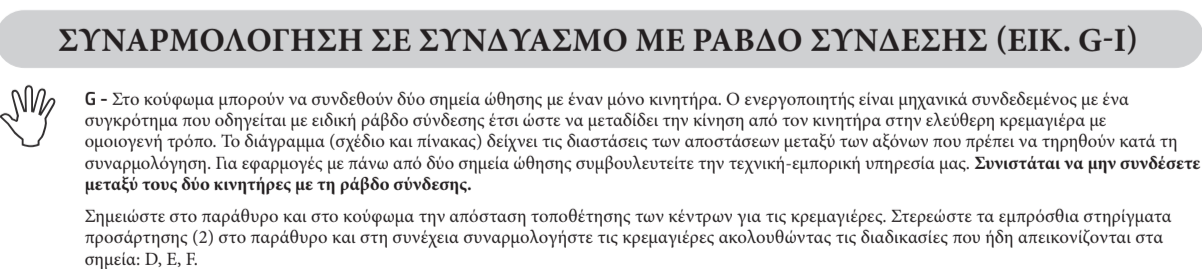 ΣΥΝΑΡΜΟΛΟΓΗΣΗ ΣΕ ΣΥΝΔΥΑΣΜΟ ΜΕ ΡΑΒΔΟ ΣΥΝΔΕΣΗΣ (ΕΙΚ. G-I)
G - Στο κούφωμα μπορούν να συνδεθούν δύο σημεία ώθησης με έναν μόνο κινητήρα. Ο ενεργοποιητής είναι μηχανικά συνδεδεμένος με ένα
συγκρότημα που οδηγείται με ειδική ράβδο σύνδεσης έτσι ώστε να μεταδίδει την κίνηση από τον κινητήρα στην ελεύθερη κρεμαγιέρα με
ομοιογενή τρόπο. Το διάγραμμα (σχέδιο και πίνακας) δείχνει τις διαστάσεις των αποστάσεων μεταξύ των αξόνων που πρέπει να τηρηθούν κατά τη
συναρμολόγηση. Για εφαρμογές με πάνω από δύο σημεία ώθησης συμβουλευτείτε την τεχνική-εμπορική υπηρεσία μας. Συνιστάται να μην συνδέσετε
μεταξύ τους δύο κινητήρες με τη ράβδο σύνδεσης.
Σημειώστε στο παράθυρο και στο κούφωμα την απόσταση τοποθέτησης των κέντρων για τις κρεμαγιέρες. Στερεώστε τα εμπρόσθια στηρίγματα
προσάρτησης (2) στο παράθυρο και στη συνέχεια συναρμολογήστε τις κρεμαγιέρες ακολουθώντας τις διαδικασίες που ήδη απεικονίζονται στα
σημεία: D, E, F.